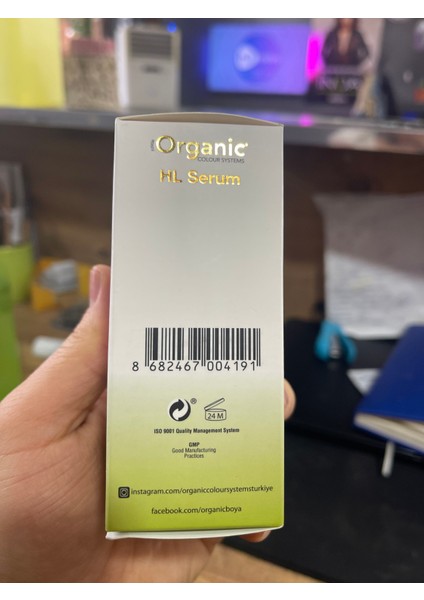 Organic
COLOUR SYSTEMS
HL Serum
8 682467 004191
®
24 M
ISO 9001 Quality Management System
GMP
Good Manufacturing
Practices
instagram.com/organiccoloursystemsturkiye
facebook.com/organicboya